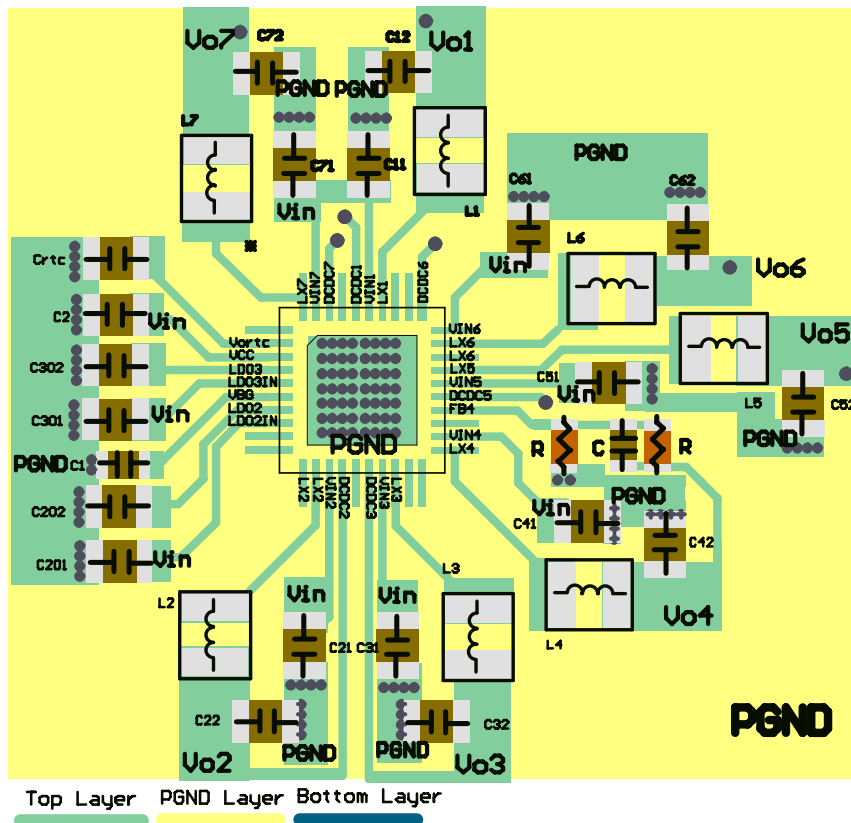 Vo7
C72
C12
Vo1
PGND
PGND
L7
C71
C11
Vin
L1
PGND
C61
C62
L6
Vin
Vo6
Crtc
C2
Vin
C302
C301
Vin
PGND
C1
C202
C201
Vin
LX7
VIN7
DCDC7
DCDC1
VIN1
LX1
DCDC6
Vortc
VCC
LDO3
LDO3IN
VBG
LDO2
LDO2IN
VIN6
LX6
LX6
LX5
VIN5
DCDC5
FB4
VIN4
LX4
PGND
LX2
LX2
VIN2
DCDC2
DCDC3
VIN3
LX3
Vo5
C51
Vin
L5
C52
PGND
R
C
R
PGND
Vin
C41
C42
L4
Vo4
L2
Vin
C21
C22
PGND
Vo2
L3
Vin
C31
C32
PGND
Vo3
PGND
Top Layer
PGND Layer
Bottom Layer